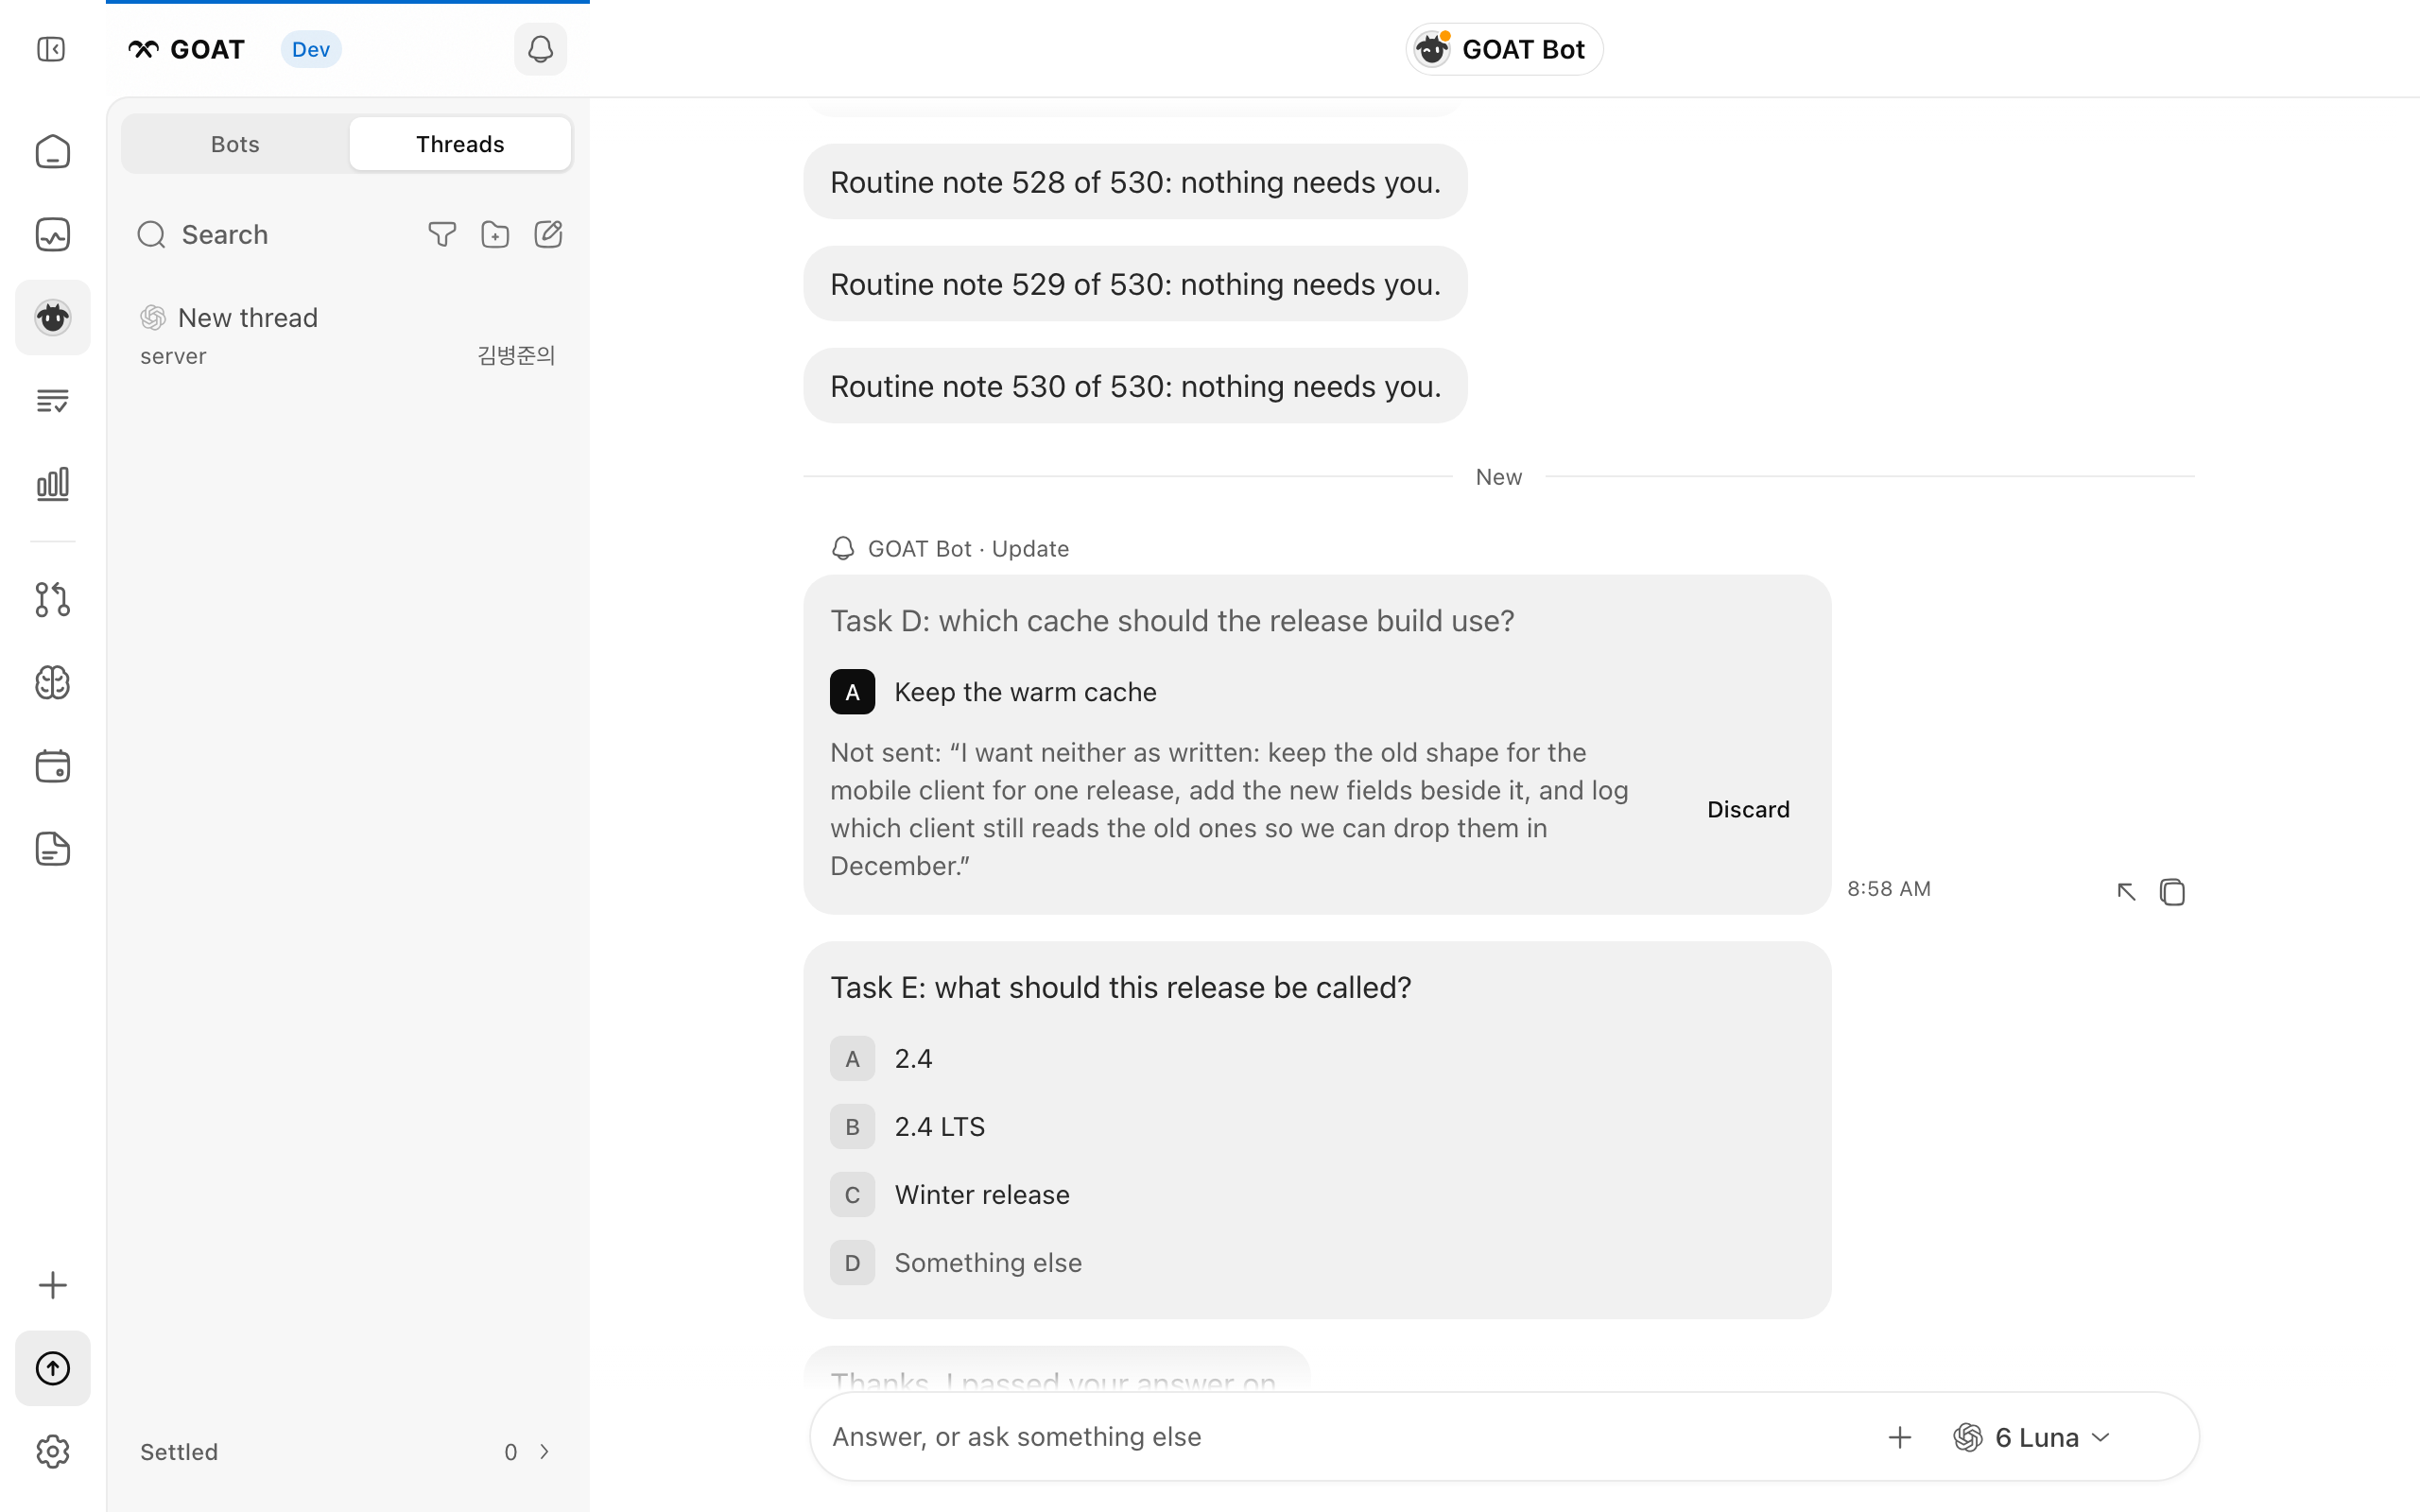 GOAT
Dev
GOAT Bot
Bots
Threads
Search
New thread
server
김병준의
Settled
0
Routine note 528 of 530: nothing needs you.
Routine note 529 of 530: nothing needs you.
Routine note 530 of 530: nothing needs you.
New
GOAT Bot · Update
Task D: which cache should the release build use?
A Keep the warm cache
Not sent: “I want neither as written: keep the old shape for the
mobile client for one release, add the new fields beside it, and log
which client still reads the old ones so we can drop them in
December.”
Discard
8:58 AM
Task E: what should this release be called?
A 2.4
B 2.4 LTS
C Winter release
D Something else
Thanks. I passed your answer on
Answer, or ask something else
6 Luna